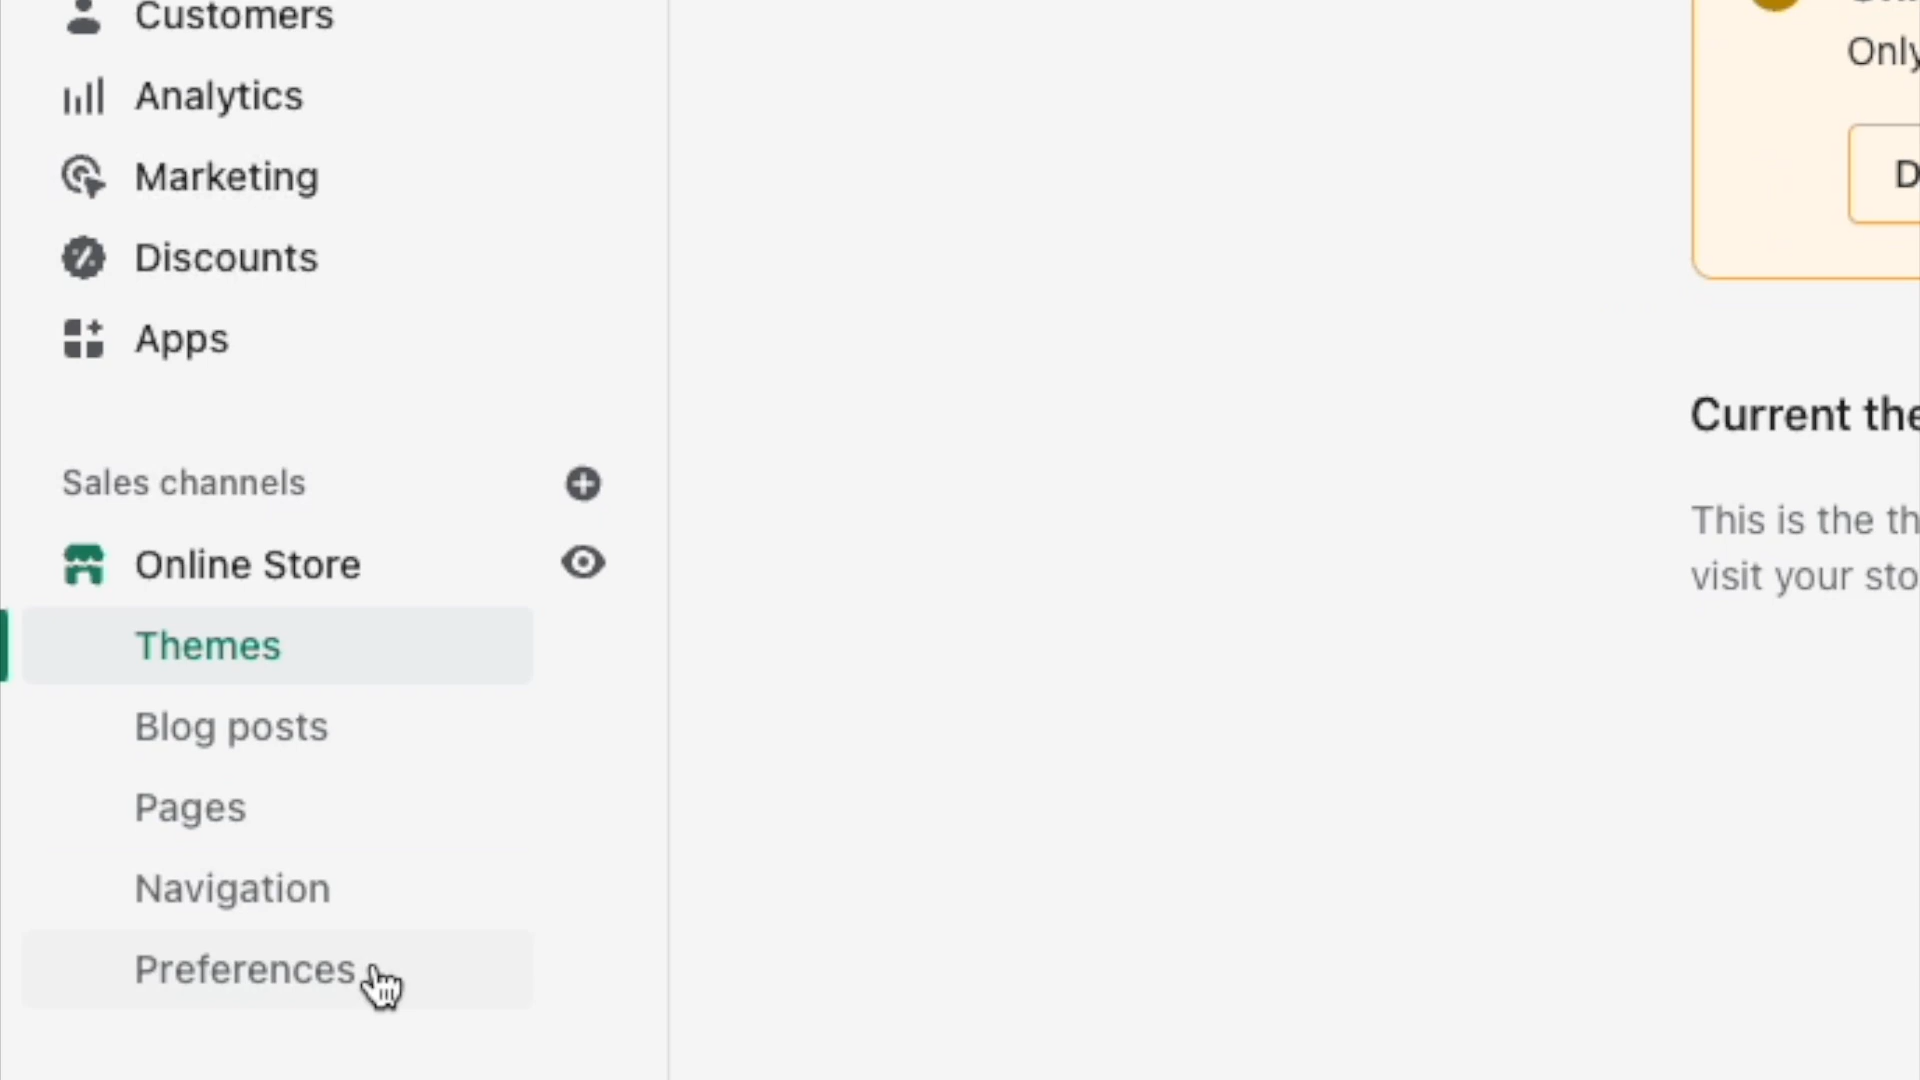 Customers
Analytics
Marketing
Discounts
Apps
Sales channels
Online Store
Themes
Blog posts
Pages
Navigation
Preferences
Only
D
Current the
This is the th
visit your sto